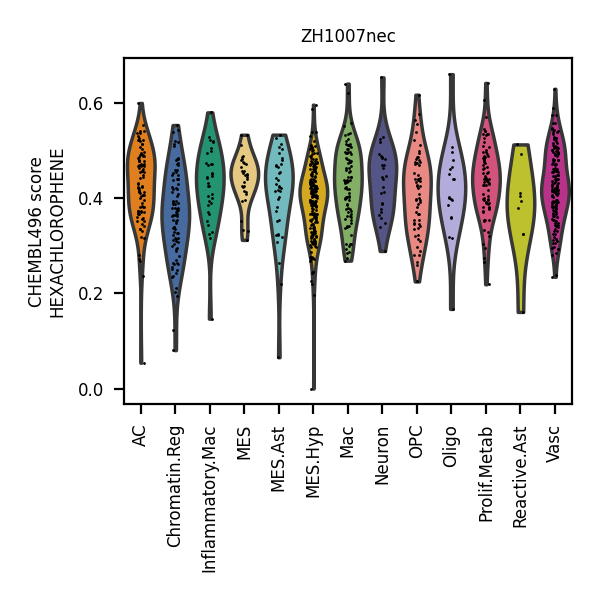 ZH1007nec
CHEMBL496 score
HEXACHLOROPHENE
0.6
0.4
0.2
0.0
AC
Chromatin.Reg
Inflammatory.Mac
MES
MES.Ast
MES.Hyp
Mac
Neuron
OPC
Oligo
Prolif.Metab
Reactive.Ast
Vasc